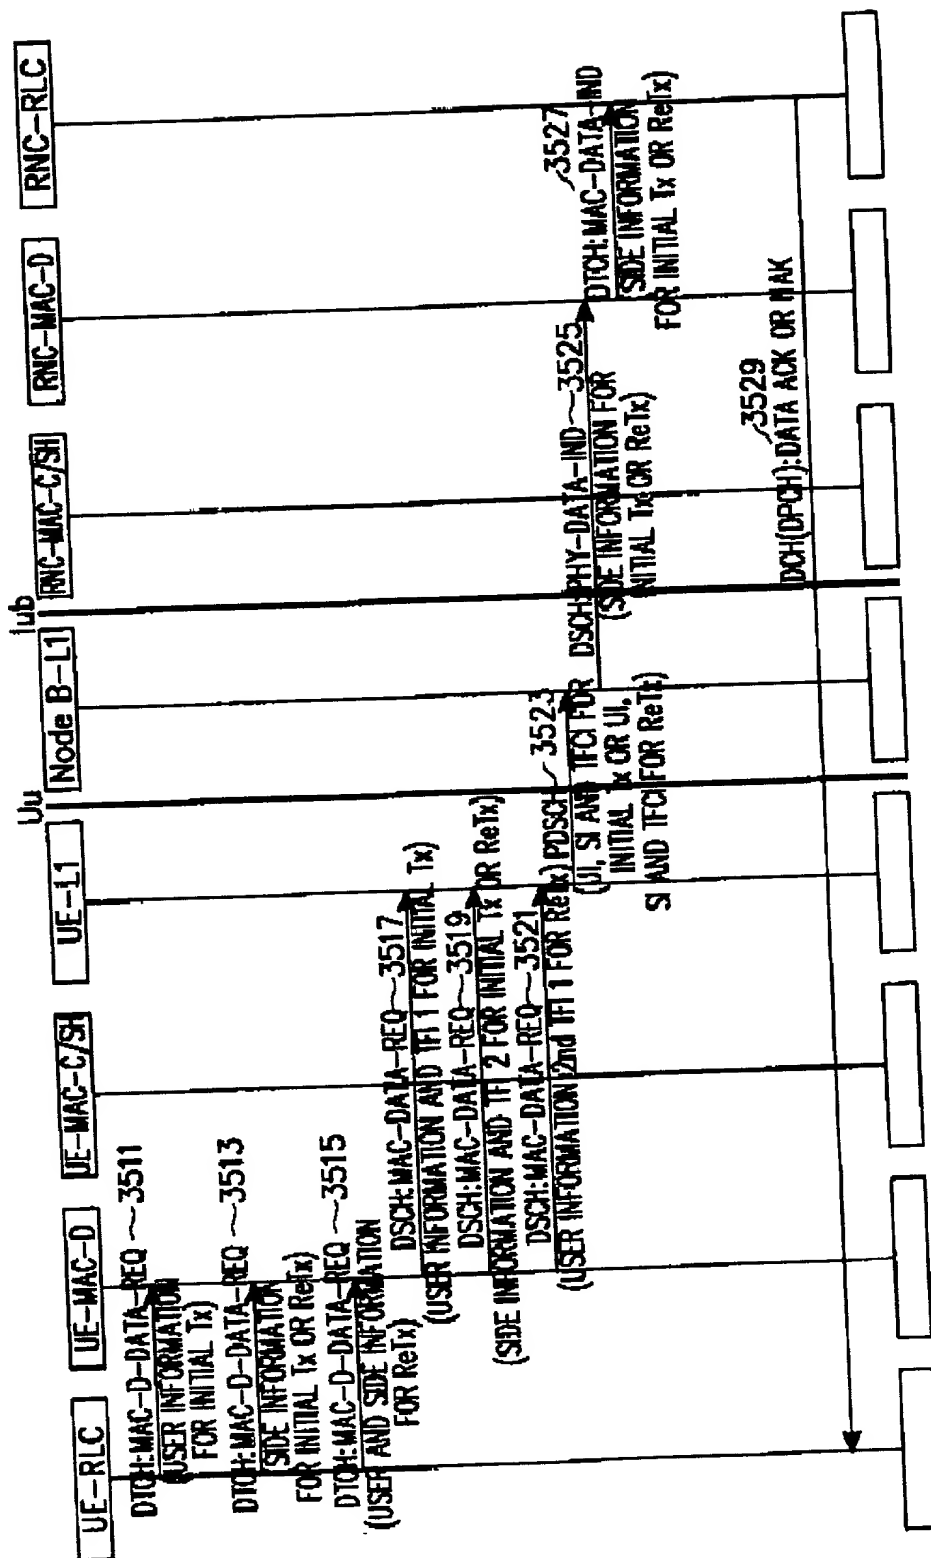 UE-RLC
UE-MAC-D
UE-MAC-C/SH
UE-L1
Uu
Node B-L1
Iub
RNC-MAC-C/SH
RNC-MAC-D
RNC-RLC
DTCH:MAC-D-DATA-REQ 3511
(USER INFORMATION
FOR INITIAL Tx)
DTCH:MAC-D-DATA-REQ 3513
(SIDE INFORMATION
FOR INITIAL Tx OR ReTx)
DTCH:MAC-D-DATA-REQ 3515
(USER AND SIDE INFORMATION
FOR ReTx)
DSCH:MAC-DATA-REQ 3517
(USER INFORMATION AND TFI 1 FOR INITIAL Tx)
DSCH:MAC-DATA-REQ 3519
(SIDE INFORMATION AND TFI 2 FOR INITIAL Tx OR ReTx)
DSCH:MAC-DATA-REQ 3521
(USER INFORMATION 2nd TFI 1 FOR ReTx)
PDSCH 3523
(UI, SI AND TFCI FOR
INITIAL Tx OR UI,
SI AND TFCI FOR ReTx)
DSCH:PHY-DATA-IND 3525
(SIDE INFORMATION FOR
INITIAL Tx OR ReTx)
3527
DTCH:MAC-DATA-IND
(SIDE INFORMATION
FOR INITIAL Tx OR ReTx)
3529
DCH(DPCH):DATA ACK OR NAK